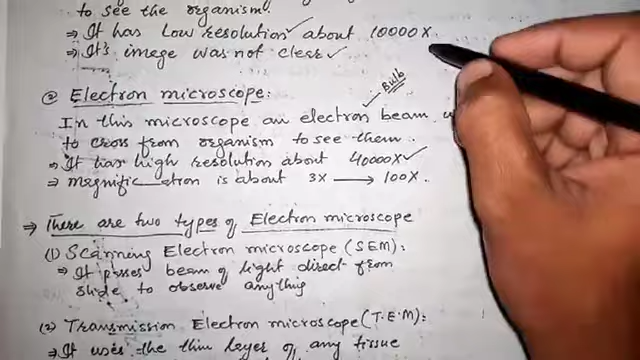 to see the organism.
⇒ It has Low resolution about 10000X.
⇒ It's image was not clear
② Electron microscope:
Bulb
In this microscope an electron beam
to cross from organism to see them.
⇒ It has high resolution about 40000X
⇒ magnification is about 3X → 100X.
⇒ There are two types of Electron microscope
(1) Scanning Electron microscope (SEM):
⇒ It passes beam of light direct from
slide to observe anything
(2) Transmission Electron microscope (T.E.M):
⇒ It uses the thin layer of any tissue